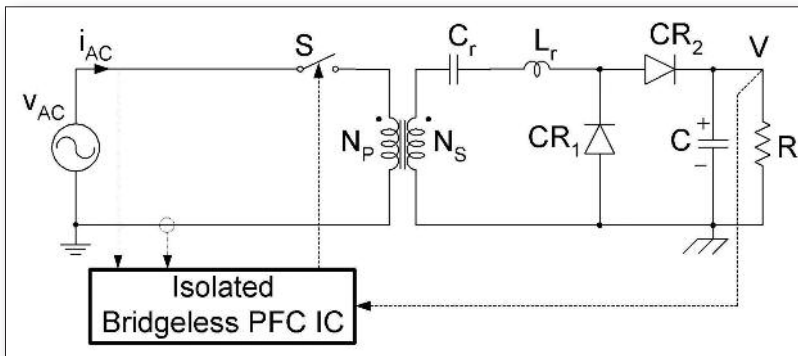 i_AC
S
C_r
L_r
CR_2
V
v_AC
N_P
N_S
CR_1
C
+
−
R
Isolated
Bridgeless PFC IC